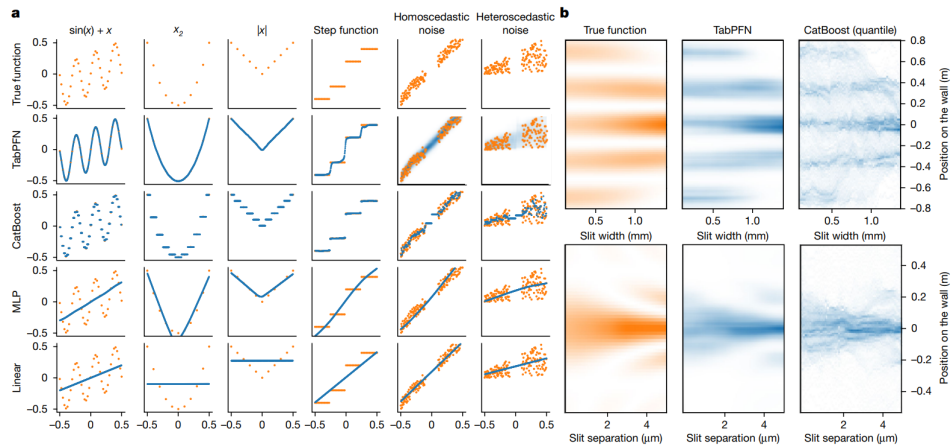 a
sin(x) + x
x2
|x|
Step function
Homoscedastic
noise
Heteroscedastic
noise
True function
0.5
0
−0.5
TabPFN
0.5
0
−0.5
CatBoost
0.5
0
−0.5
MLP
0.5
0
−0.5
Linear
0.5
0
−0.5
−0.5 0 0.5
−0.5 0 0.5
−0.5 0 0.5
−0.5 0 0.5
−0.5 0 0.5
−0.5 0 0.5
b
True function
TabPFN
CatBoost (quantile)
0.8
0.6
0.4
0.2
0
−0.2
−0.4
−0.6
−0.8
Position on the wall (m)
0.5 1.0
0.5 1.0
0.5 1.0
Slit width (mm)
Slit width (mm)
Slit width (mm)
0.4
0.2
0
−0.2
−0.4
Position on the wall (m)
2 4
2 4
2 4
Slit separation (μm)
Slit separation (μm)
Slit separation (μm)